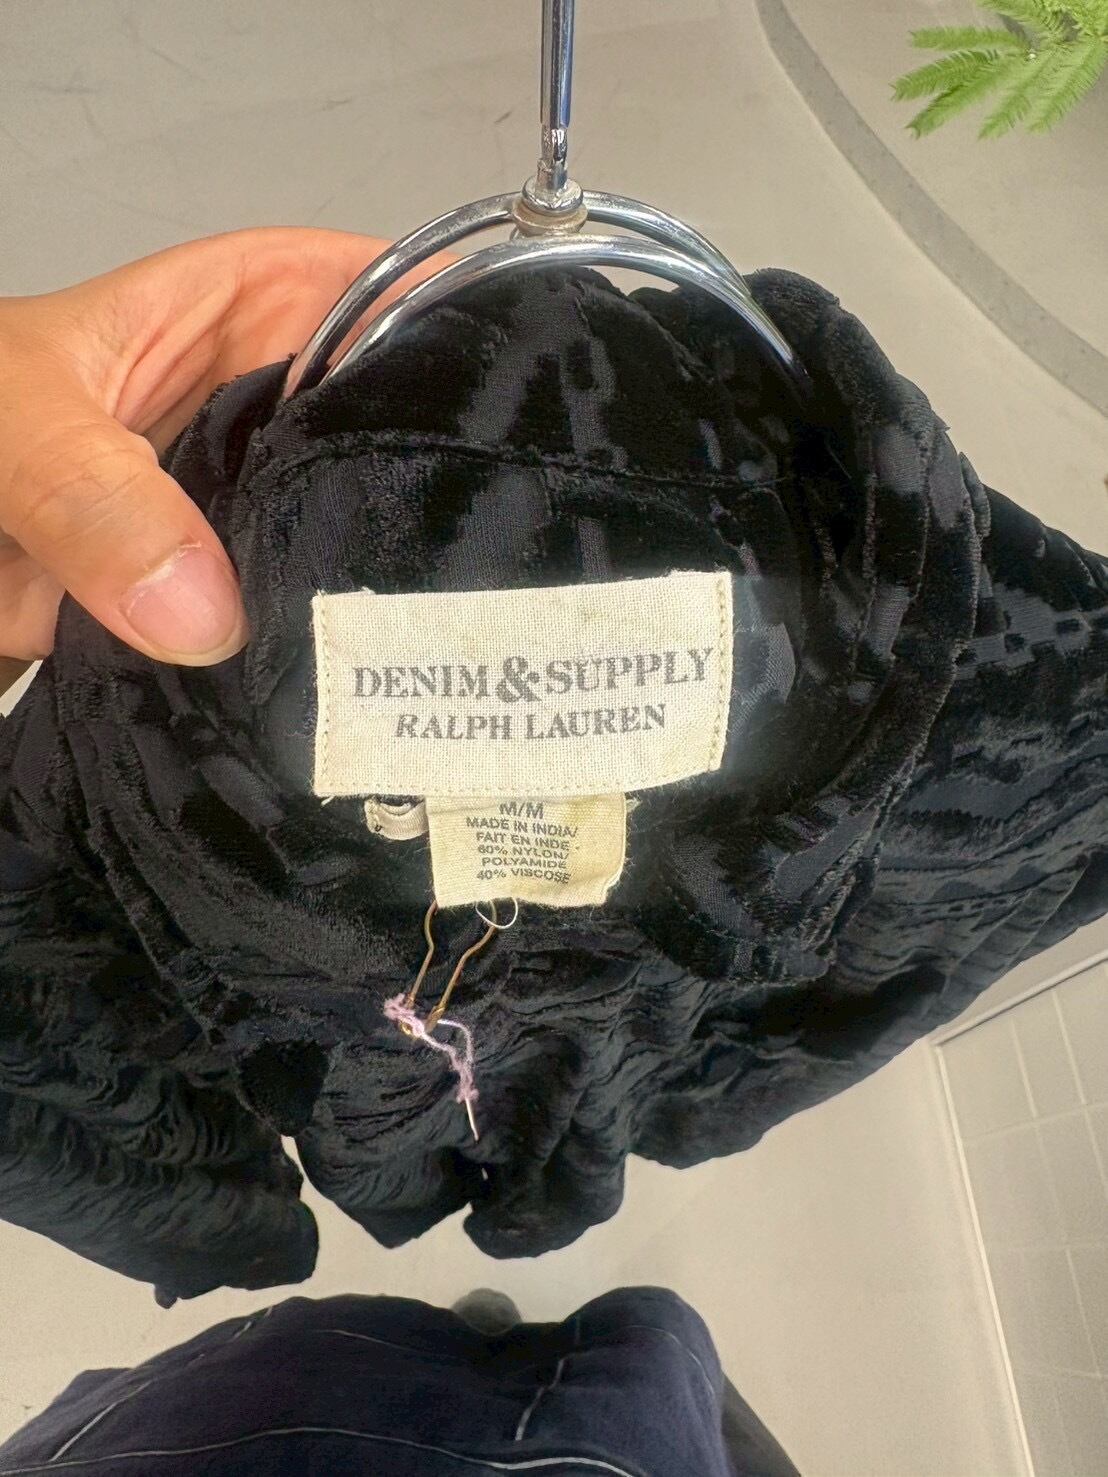 DENIM & SUPPLY
RALPH LAUREN
M/M
MADE IN INDIA/
FAIT EN INDE
60% NYLON/
POLYAMIDE
40% VISCOSE